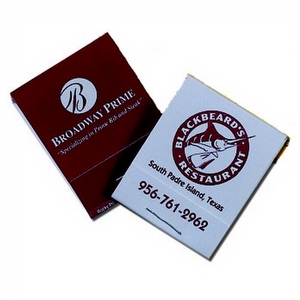 B
BROADWAY PRIME
"Specializing in Prime Rib and Steak"
BLACKBEARD'S
RESTAURANT
South Padre Island, Texas
956-761-2962